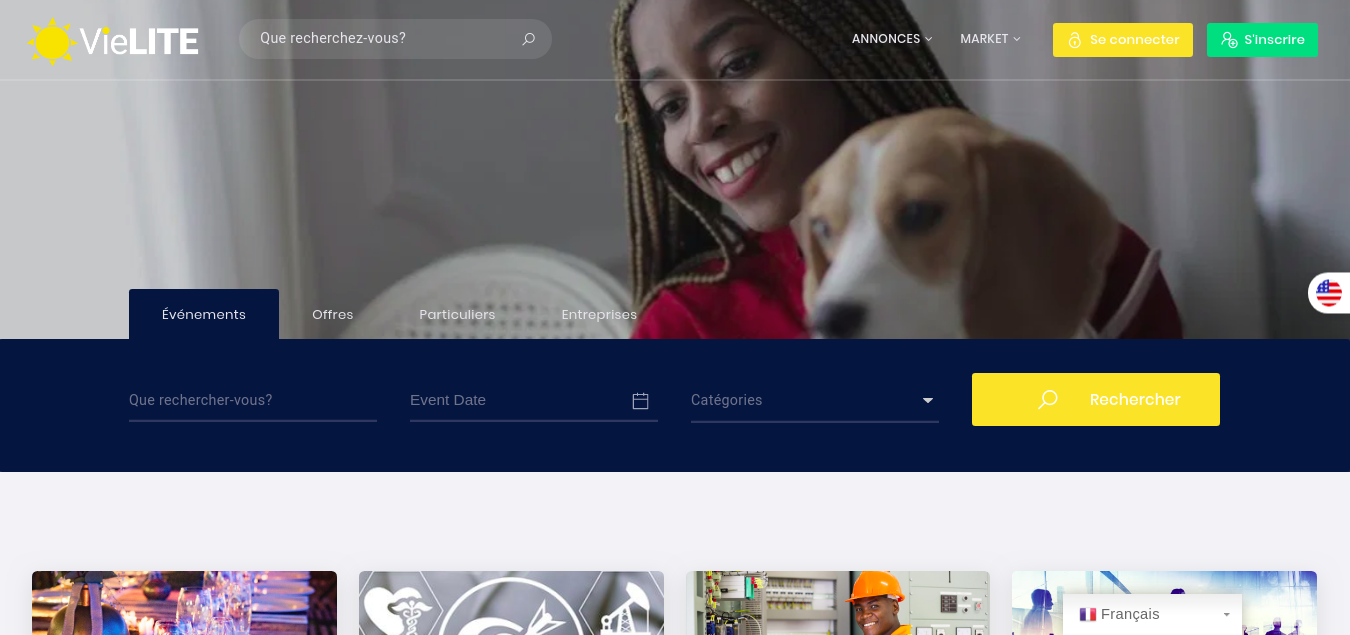 VieLITE
Que recherchez-vous?
ANNONCES
MARKET
Se connecter
S'inscrire
Événements
Offres
Particuliers
Entreprises
Que rechercher-vous?
Event Date
Catégories
Rechercher
Français